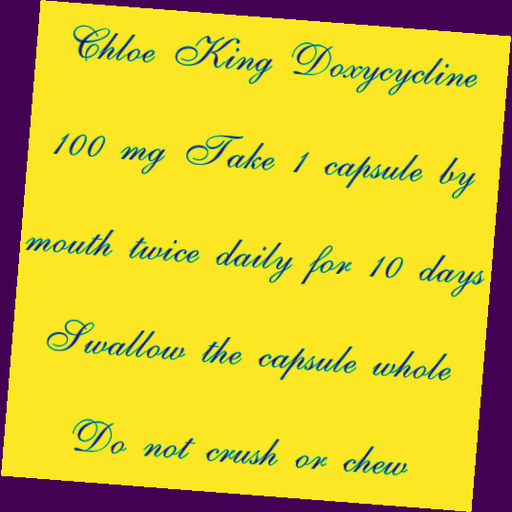 Chloe King Doxycycline
100 mg Take 1 capsule by
mouth twice daily for 10 days
Swallow the capsule whole
Do not crush or chew